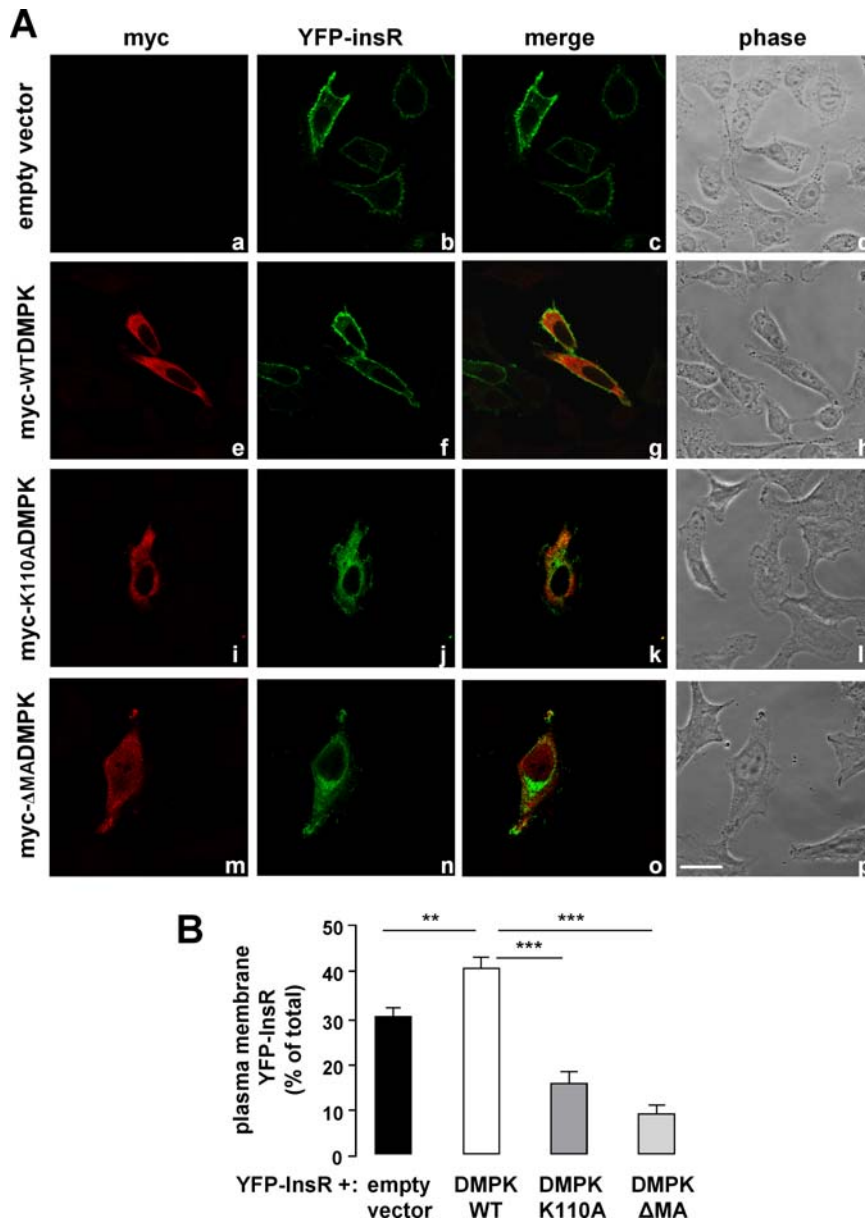 A
myc YFP-insR merge phase
empty vector
a b c d
myc-WTDMPK
e f g h
myc-K110ADMPK
i j k l
myc-ΔMADMPK
m n o p
B
** ***
***
plasma membrane
YFP-InsR
(% of total)
50
40
30
20
10
0
YFP-InsR +: empty vector DMPK WT DMPK K110A DMPK ΔMA